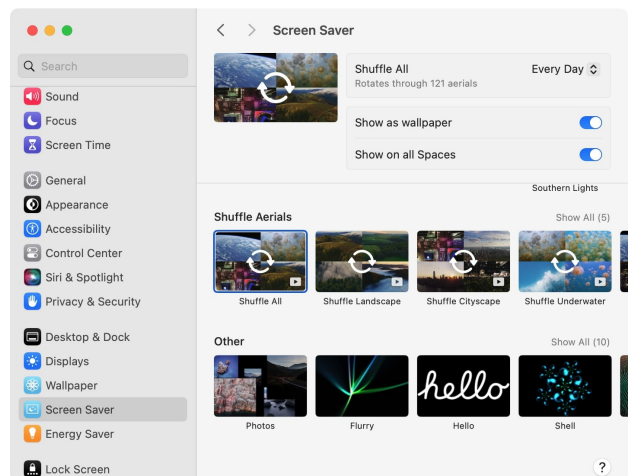 Screen Saver
Search
Sound
Focus
Screen Time
General
Appearance
Accessibility
Control Center
Siri & Spotlight
Privacy & Security
Desktop & Dock
Displays
Wallpaper
Screen Saver
Energy Saver
Lock Screen
Shuffle All Every Day
Rotates through 121 aerials
Show as wallpaper
Show on all Spaces
Southern Lights
Shuffle Aerials Show All (5)
Shuffle All Shuffle Landscape Shuffle Cityscape Shuffle Underwater
Other Show All (10)
hello
Photos Flurry Hello Shell
?